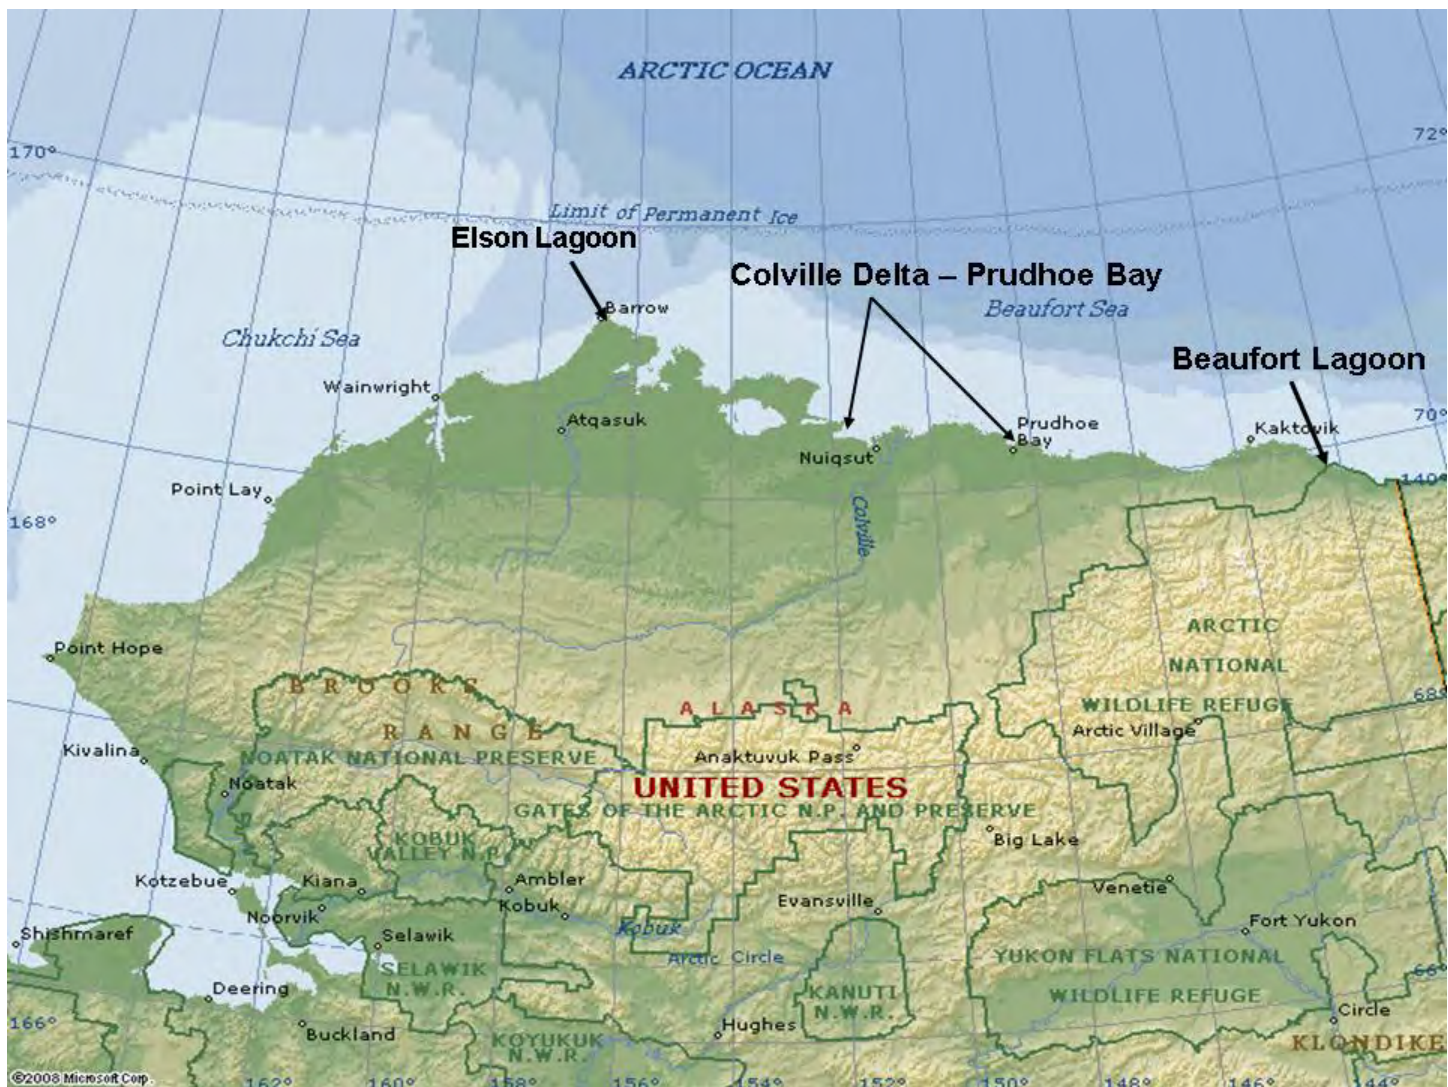 ARCTIC OCEAN
72°
170°
Limit of Permanent Ice
Elson Lagoon
Colville Delta – Prudhoe Bay
Barrow
Beaufort Sea
Chukchi Sea
Beaufort Lagoon
Wainwright
70°
Atqasuk
Prudhoe
Bay
Kaktovik
Nuiqsut
140°
Point Lay
168°
Colville
ARCTIC
NATIONAL
WILDLIFE REFUGE
Point Hope
BROOKS
RANGE
68°
ALASKA
Arctic Village
Kivalina
NOATAK NATIONAL PRESERVE
Anaktuvuk Pass
Noatak
UNITED STATES
GATES OF THE ARCTIC N.P. AND PRESERVE
KOBUK
VALLEY N.P.
Big Lake
Kotzebue
Kiana
Ambler
Venetie
Noorvik
Kobuk
Evansville
Shishmaref
Selawik
Kobuk
Fort Yukon
Arctic Circle
YUKON FLATS NATIONAL
WILDLIFE REFUGE
SELAWIK
N.W.R.
66°
Deering
KANUTI
N.W.R.
166°
Buckland
Hughes
Circle
KOYUKUK
N.W.R.
KLONDIKE
©2008 Microsoft Corp.
162°
160°
158°
156°
154°
152°
150°
148°
146°
144°